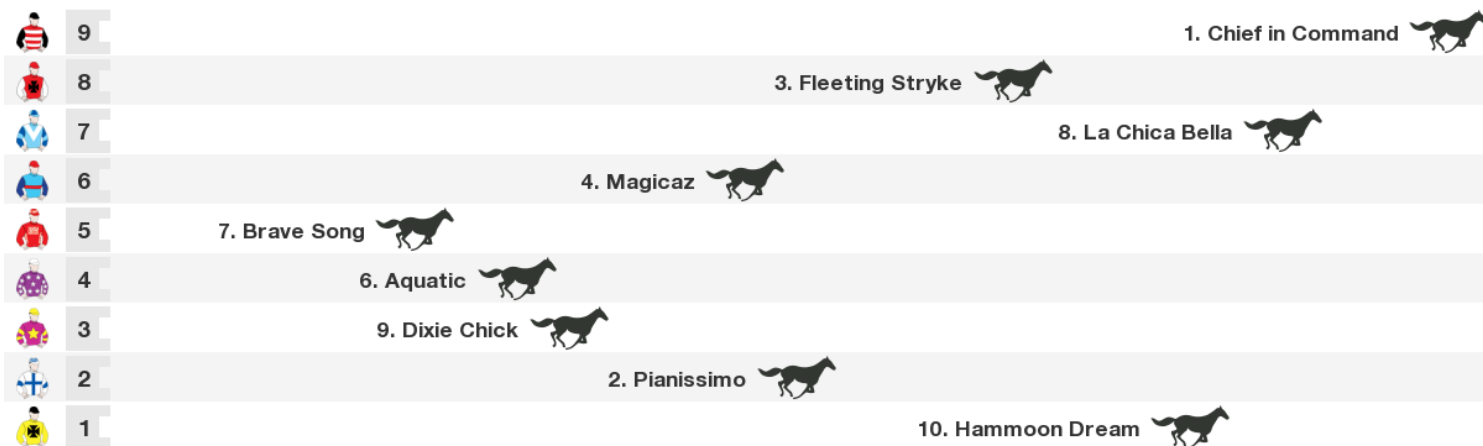 9 1. Chief in Command
8 3. Fleeting Stryke
7 8. La Chica Bella
6 4. Magicaz
5 7. Brave Song
4 6. Aquatic
3 9. Dixie Chick
2 2. Pianissimo
1 10. Hammoon Dream